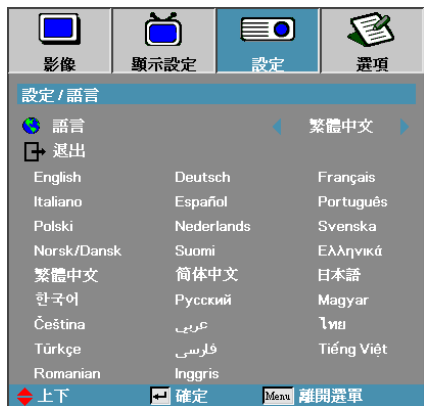 影像 顯示設定 設定 選項
設定 / 語言
語言 繁體中文
退出
English Deutsch Français
Italiano Español Português
Polski Nederlands Svenska
Norsk/Dansk Suomi Ελληνικά
繁體中文 简体中文 日本語
한국어 Русский Magyar
Čeština عربي ไทย
Türkçe فارسی Tiếng Việt
Romanian Inggris
上下 確定 Menu 離開選單